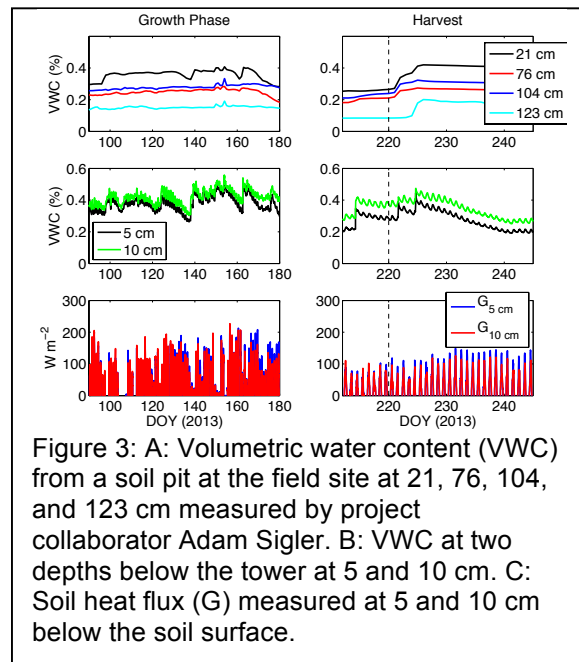 Growth Phase
Harvest
VWC (%)
0.4
0.2
0
100 120 140 160 180
220 230 240
21 cm
76 cm
104 cm
123 cm
VWC (%)
0.6
0.4
0.2
0
100 120 140 160 180
5 cm
10 cm
0.6
0.4
0.2
0
220 230 240
W m⁻²
300
200
100
0
100 120 140 160 180
DOY (2013)
300
200
100
0
220 230 240
DOY (2013)
G5 cm
G10 cm
Figure 3: A: Volumetric water content (VWC)
from a soil pit at the field site at 21, 76, 104,
and 123 cm measured by project
collaborator Adam Sigler. B: VWC at two
depths below the tower at 5 and 10 cm. C:
Soil heat flux (G) measured at 5 and 10 cm
below the soil surface.